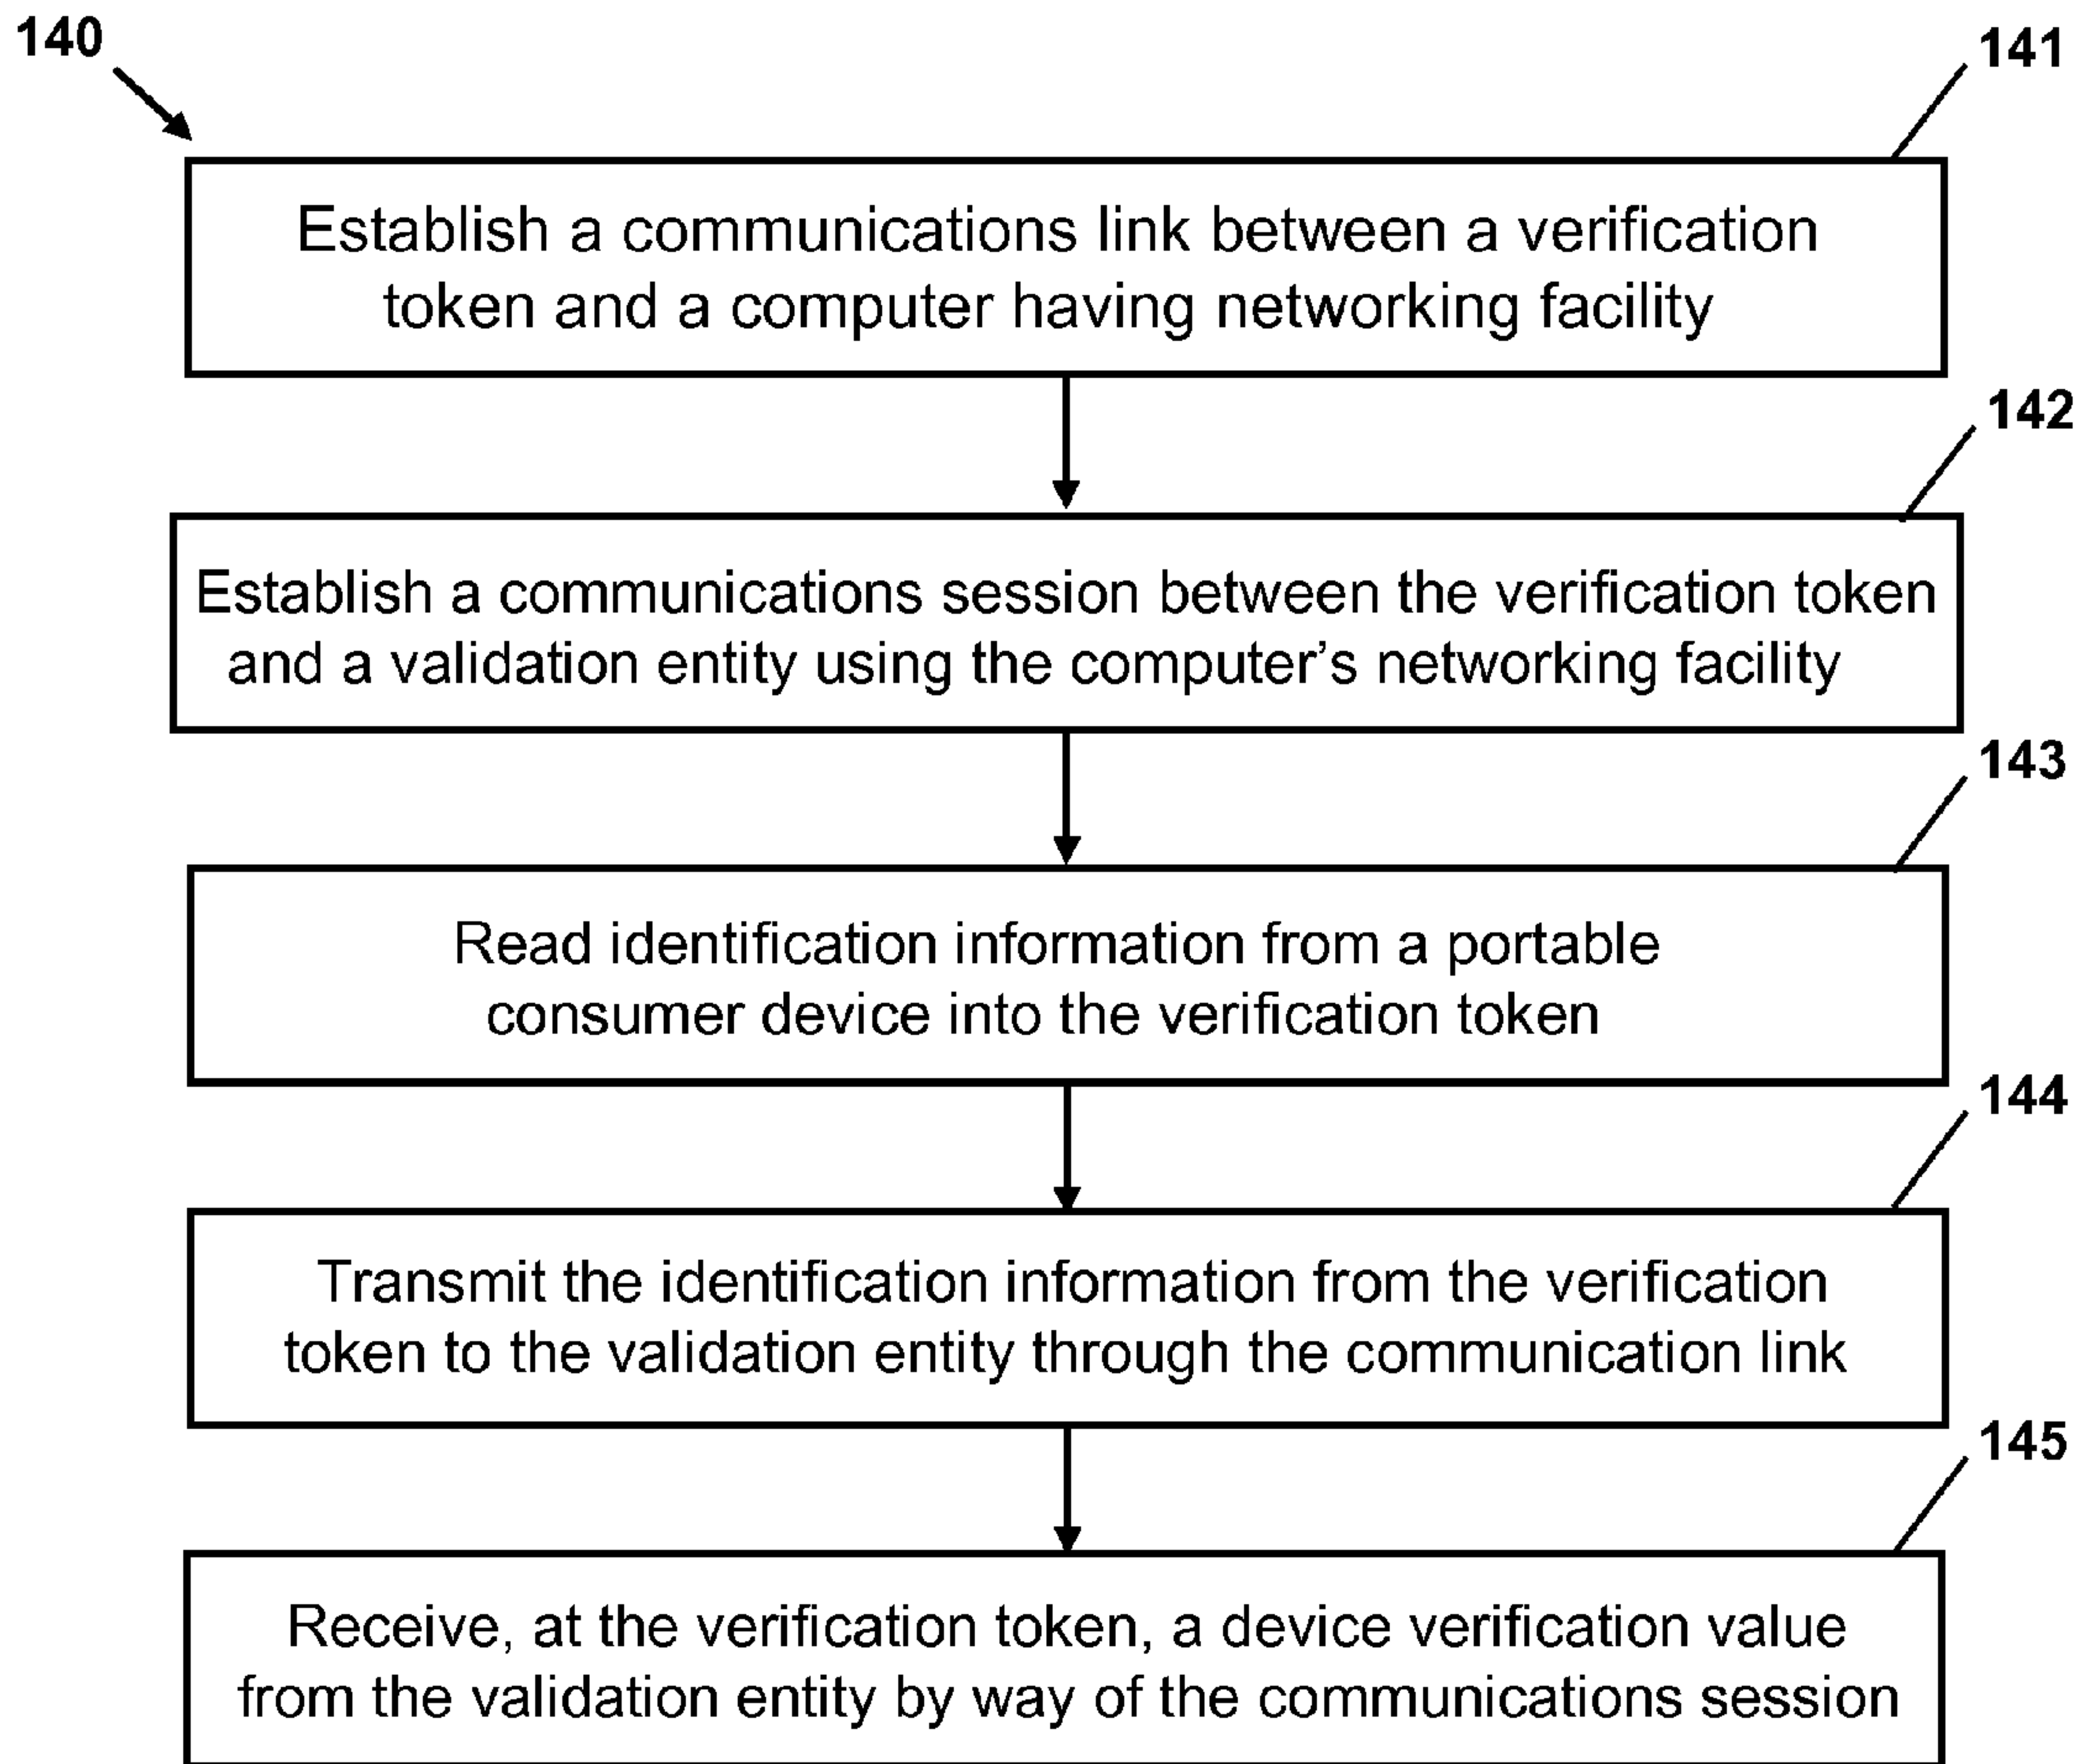 140
141
Establish a communications link between a verification
token and a computer having networking facility
142
Establish a communications session between the verification token
and a validation entity using the computer’s networking facility
143
Read identification information from a portable
consumer device into the verification token
144
Transmit the identification information from the verification
token to the validation entity through the communication link
145
Receive, at the verification token, a device verification value
from the validation entity by way of the communications session